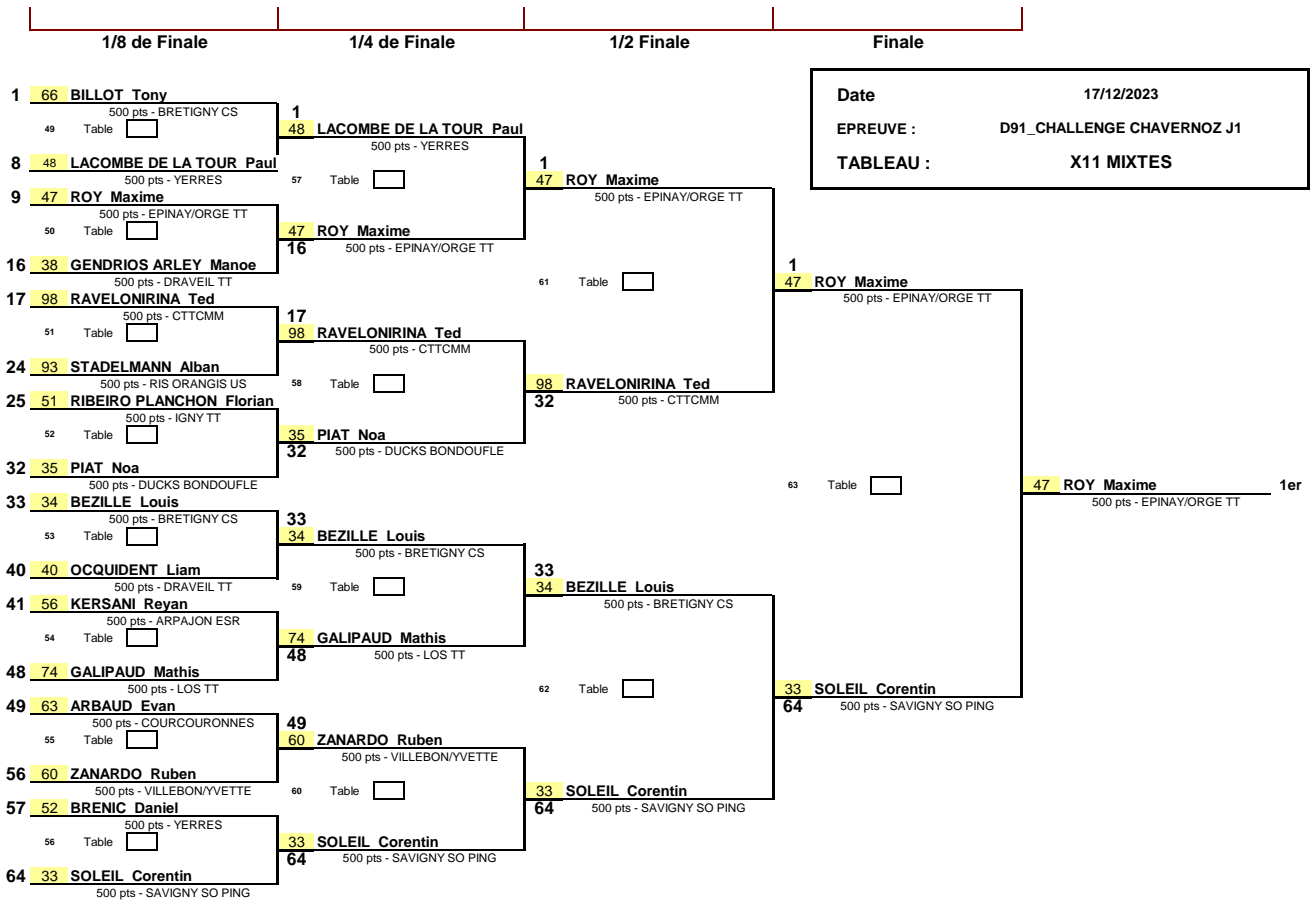 1/8 de Finale 1/4 de Finale 1/2 Finale Finale
Date 17/12/2023
EPREUVE : D91_CHALLENGE CHAVERNOZ J1
TABLEAU : X11 MIXTES
1 66 BILLOT Tony
500 pts - BRETIGNY CS
49 Table
8 48 LACOMBE DE LA TOUR Paul
500 pts - YERRES
9 47 ROY Maxime
500 pts - EPINAY/ORGE TT
50 Table
16 38 GENDRIOS ARLEY Manoe
500 pts - DRAVEIL TT
17 98 RAVELONIRINA Ted
500 pts - CTTCMM
51 Table
24 93 STADELMANN Alban
500 pts - RIS ORANGIS US
25 51 RIBEIRO PLANCHON Florian
500 pts - IGNY TT
52 Table
32 35 PIAT Noa
500 pts - DUCKS BONDOUFLE
33 34 BEZILLE Louis
500 pts - BRETIGNY CS
53 Table
40 40 OCQUIDENT Liam
500 pts - DRAVEIL TT
41 56 KERSANI Reyan
500 pts - ARPAJON ESR
54 Table
48 74 GALIPAUD Mathis
500 pts - LOS TT
49 63 ARBAUD Evan
500 pts - COURCOURONNES
55 Table
56 60 ZANARDO Ruben
500 pts - VILLEBON/YVETTE
57 52 BRENIC Daniel
500 pts - YERRES
56 Table
64 33 SOLEIL Corentin
500 pts - SAVIGNY SO PING
1
48 LACOMBE DE LA TOUR Paul
500 pts - YERRES
57 Table
47 ROY Maxime
16 500 pts - EPINAY/ORGE TT
17
98 RAVELONIRINA Ted
500 pts - CTTCMM
58 Table
35 PIAT Noa
32 500 pts - DUCKS BONDOUFLE
33
34 BEZILLE Louis
500 pts - BRETIGNY CS
59 Table
74 GALIPAUD Mathis
48 500 pts - LOS TT
49
60 ZANARDO Ruben
500 pts - VILLEBON/YVETTE
60 Table
33 SOLEIL Corentin
64 500 pts - SAVIGNY SO PING
1
47 ROY Maxime
500 pts - EPINAY/ORGE TT
61 Table
98 RAVELONIRINA Ted
32 500 pts - CTTCMM
33
34 BEZILLE Louis
500 pts - BRETIGNY CS
62 Table
33 SOLEIL Corentin
64 500 pts - SAVIGNY SO PING
1
47 ROY Maxime
500 pts - EPINAY/ORGE TT
63 Table
33 SOLEIL Corentin
64 500 pts - SAVIGNY SO PING
47 ROY Maxime 1er
500 pts - EPINAY/ORGE TT